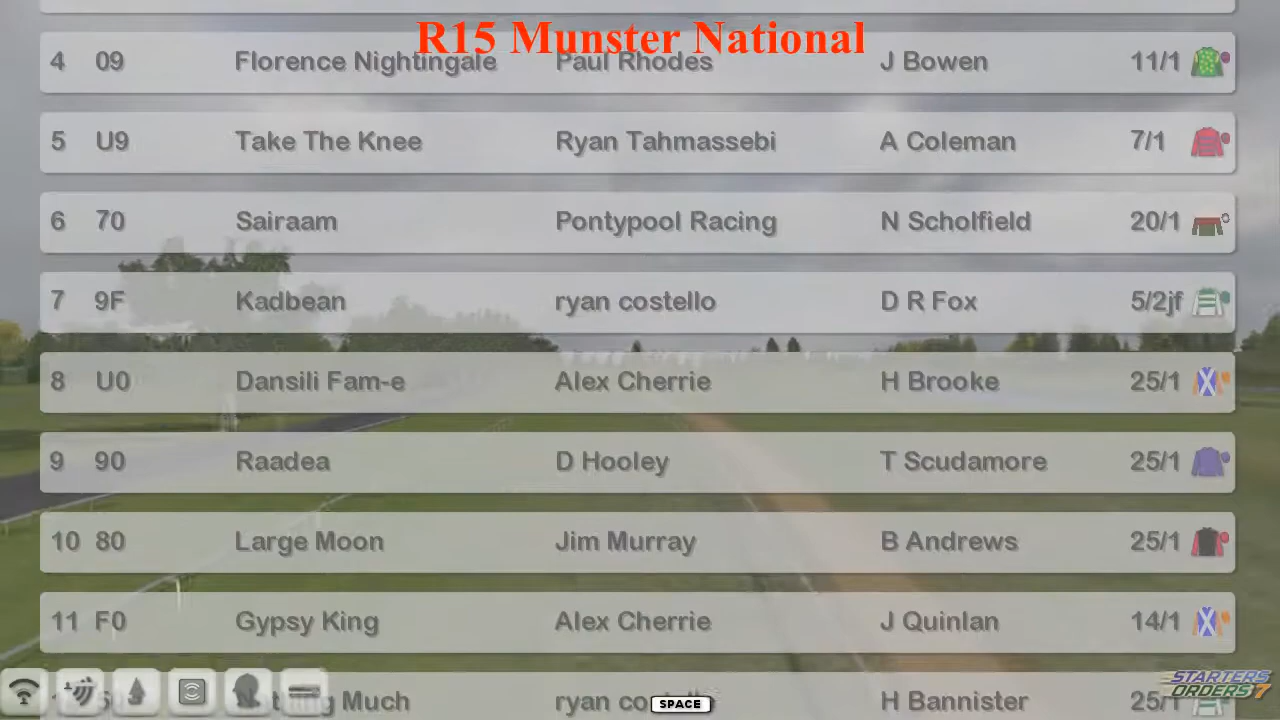 R15 Munster National
4 09 Florence Nightingale Paul Rhodes J Bowen 11/1
5 U9 Take The Knee Ryan Tahmassebi A Coleman 7/1
6 70 Sairaam Pontypool Racing N Scholfield 20/1
7 9F Kadbean ryan costello D R Fox 5/2jf
8 U0 Dansili Fam-e Alex Cherrie H Brooke 25/1
9 90 Raadea D Hooley T Scudamore 25/1
10 80 Large Moon Jim Murray B Andrews 25/1
11 F0 Gypsy King Alex Cherrie J Quinlan 14/1
Much ryan H Bannister 25/1
SPACE
STARTERS
ORDERS 7